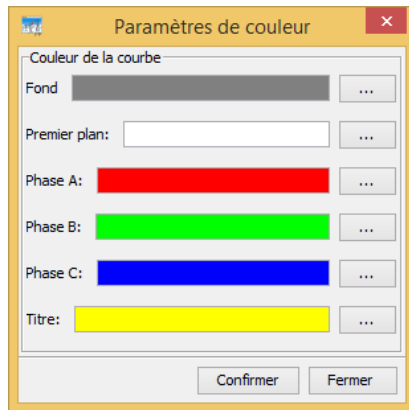 Paramètres de couleur
Couleur de la courbe
Fond ...
Premier plan: ...
Phase A: ...
Phase B: ...
Phase C: ...
Titre: ...
Confirmer Fermer